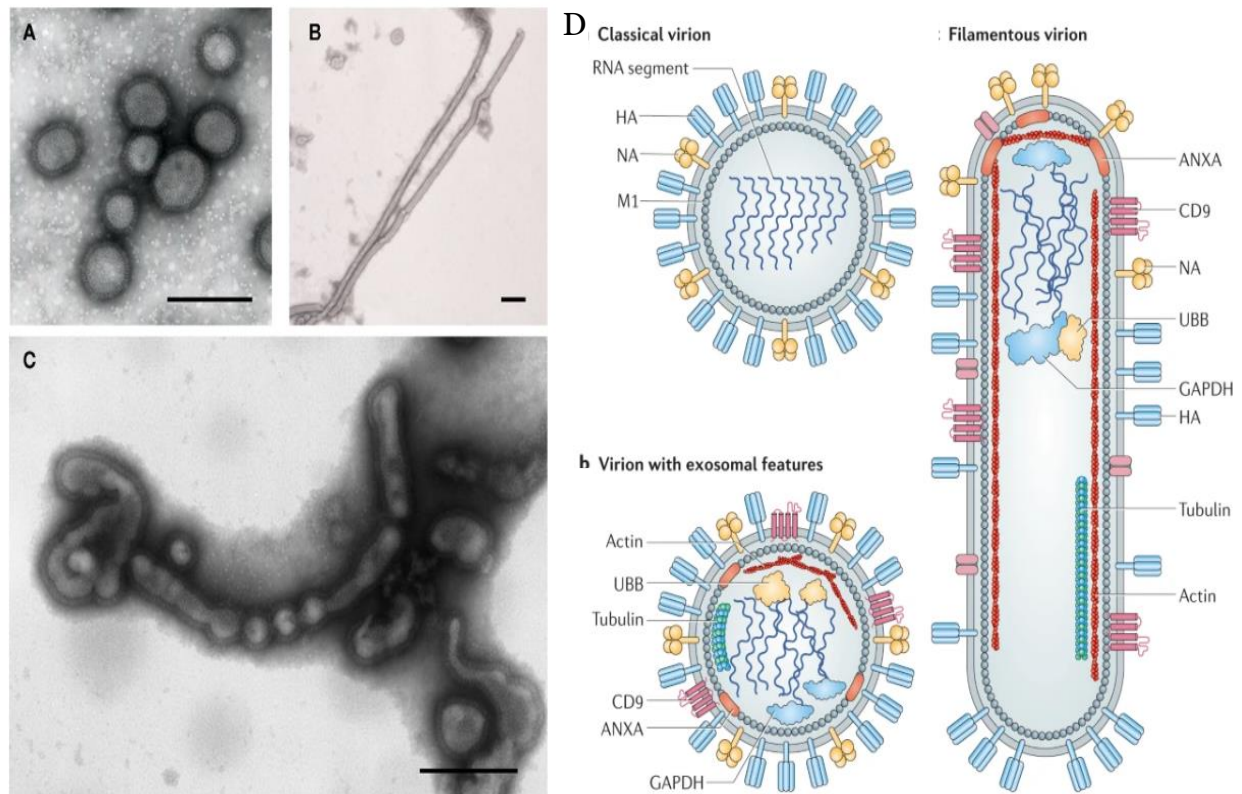 A
B
C
D
Classical virion
RNA segment
HA
NA
M1
b Virion with exosomal features
Actin
UBB
Tubulin
CD9
ANXA
GAPDH
: Filamentous virion
ANXA
CD9
NA
UBB
GAPDH
HA
Tubulin
Actin